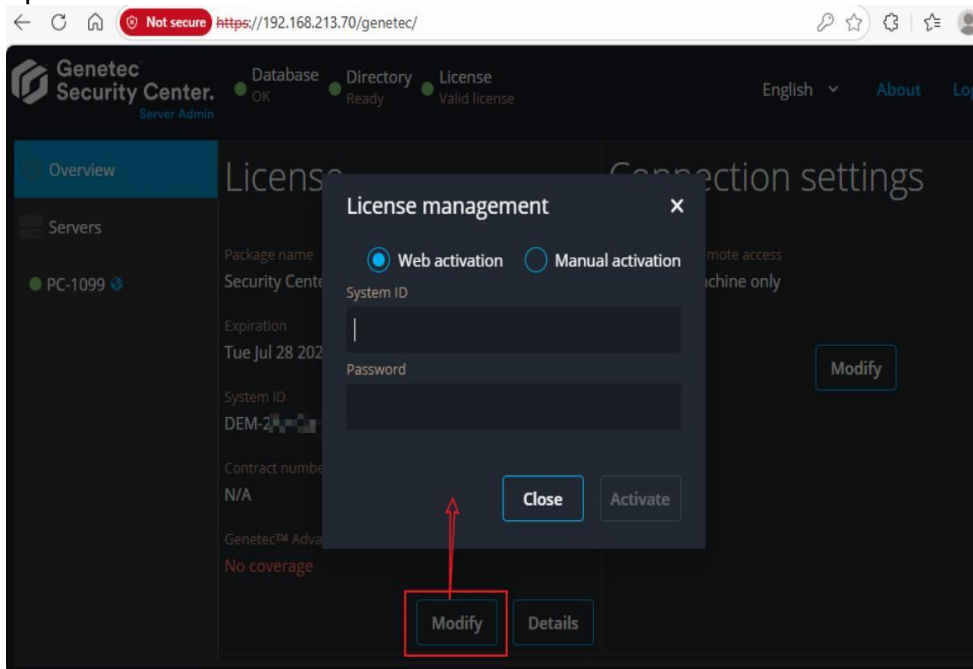 Not secure https://192.168.213.70/genetec/
Genetec
Security Center.
Server Admin
Database
OK
Directory
Ready
License
Valid license
English
About
Overview
Servers
PC-1099
License
Connection settings
Package name
Security Cente
Expiration
Tue Jul 28 202
System ID
DEM-2
Contract numbe
N/A
Genetec™ Adva
No coverage
Modify
Details
License management
Web activation
Manual activation
System ID
Password
Close
Activate
mote access
chine only
Modify